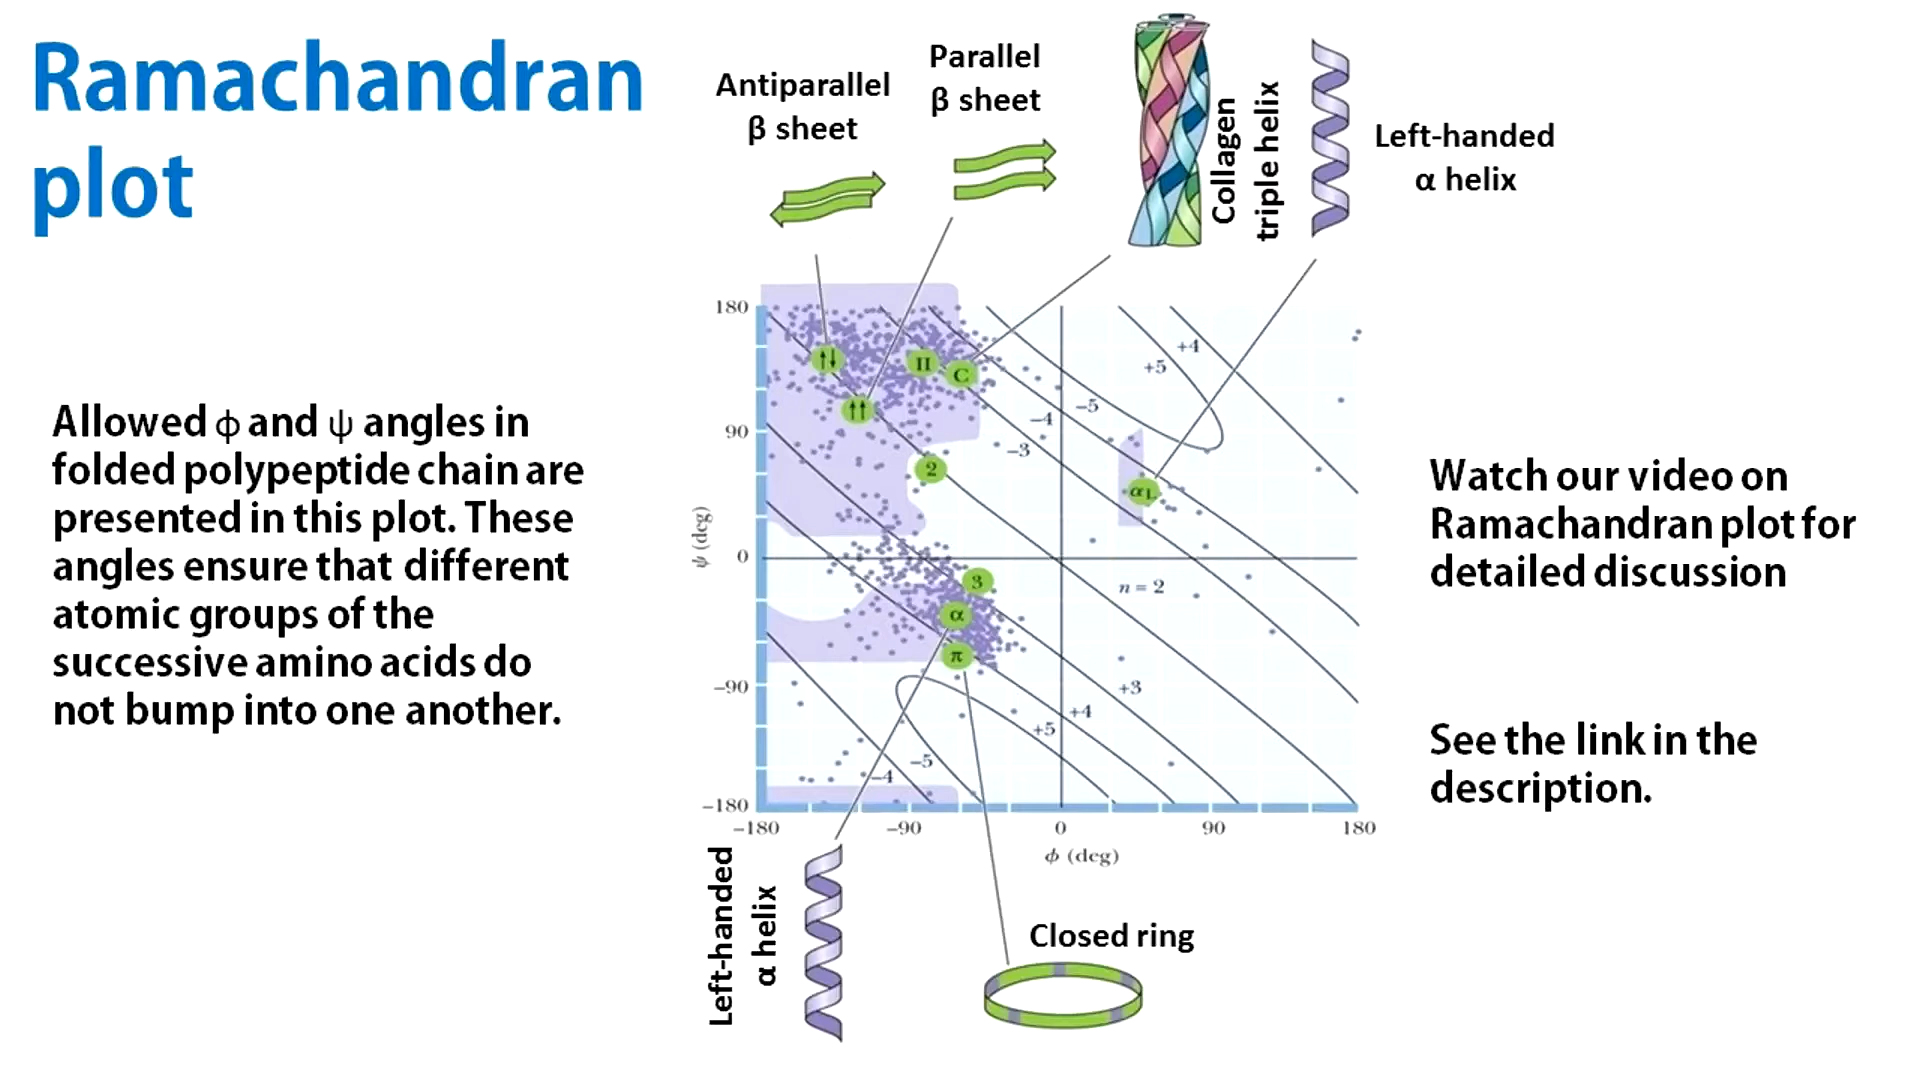 Ramachandran
plot
Allowed ϕ and ψ angles in
folded polypeptide chain are
presented in this plot. These
angles ensure that different
atomic groups of the
successive amino acids do
not bump into one another.
Antiparallel
β sheet
Parallel
β sheet
Collagen
triple helix
Left-handed
α helix
180
90
0
−90
−180
ψ (deg)
↑↓
II
C
↑↑
2
αL
3
α
π
+4
+5
−5
−4
−3
n = 2
+3
+4
+5
−5
−4
−180
−90
0
90
180
ϕ (deg)
Left-handed
α helix
Closed ring
Watch our video on
Ramachandran plot for
detailed discussion
See the link in the
description.